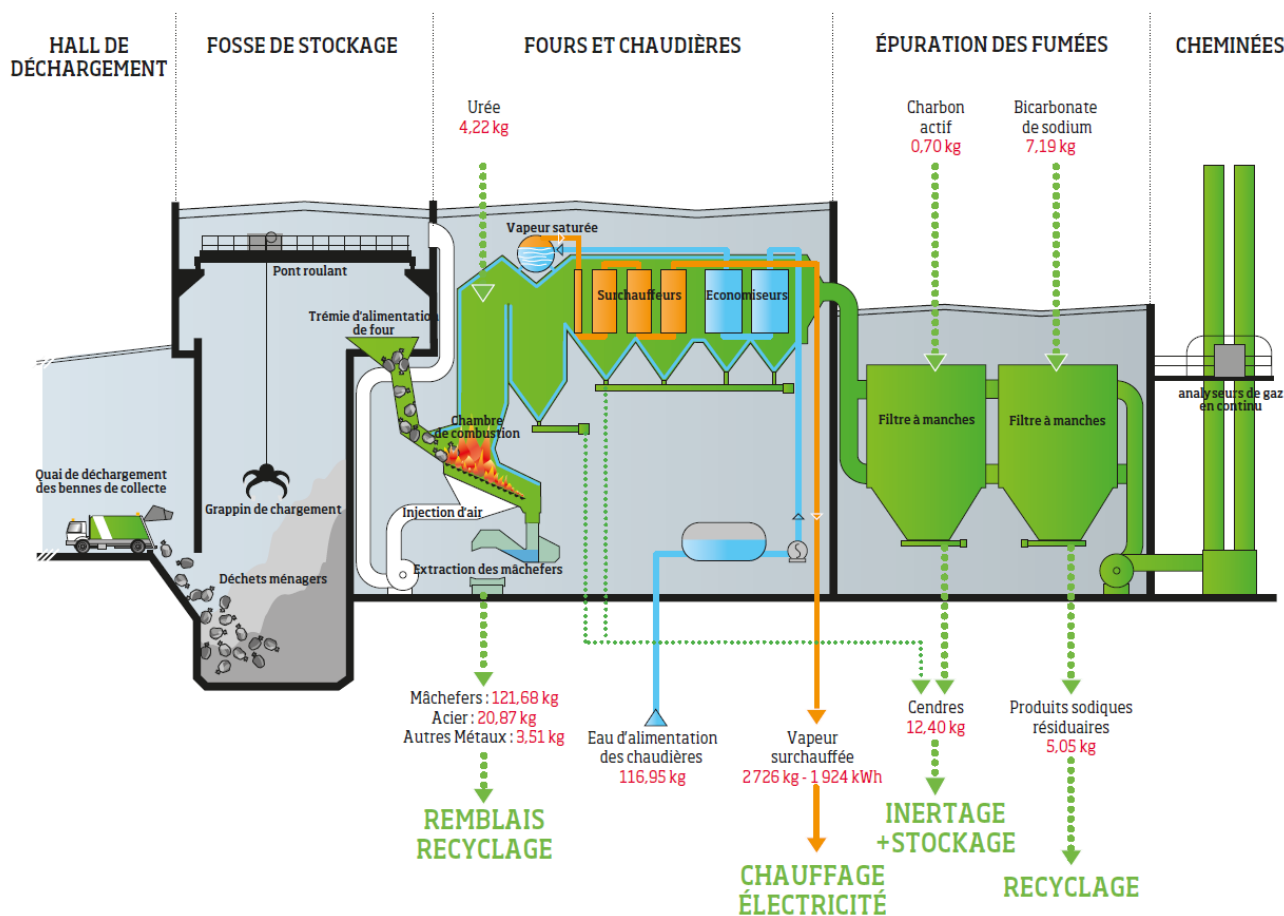 HALL DE
DÉCHARGEMENT
FOSSE DE STOCKAGE
FOURS ET CHAUDIÈRES
ÉPURATION DES FUMÉES
CHEMINÉES
Urée
4,22 kg
Charbon
actif
0,70 kg
Bicarbonate
de sodium
7,19 kg
Vapeur saturée
Pont roulant
Surchauffeurs
Economiseurs
Trémie d'alimentation
de four
Chambre
de combustion
Filtre à manches
Filtre à manches
analyseurs de gaz
en continu
Quai de déchargement
des bennes de collecte
Grappin de chargement
Injection d'air
Extraction des mâchefers
Déchets ménagers
Mâchefers : 121,68 kg
Acier : 20,87 kg
Autres Métaux : 3,51 kg
Eau d'alimentation
des chaudières
116,95 kg
Vapeur
surchauffée
2 726 kg - 1 924 kWh
Cendres
12,40 kg
Produits sodiques
résiduaires
5,05 kg
REMBLAIS
RECYCLAGE
CHAUFFAGE
ÉLECTRICITÉ
INERTAGE
+STOCKAGE
RECYCLAGE